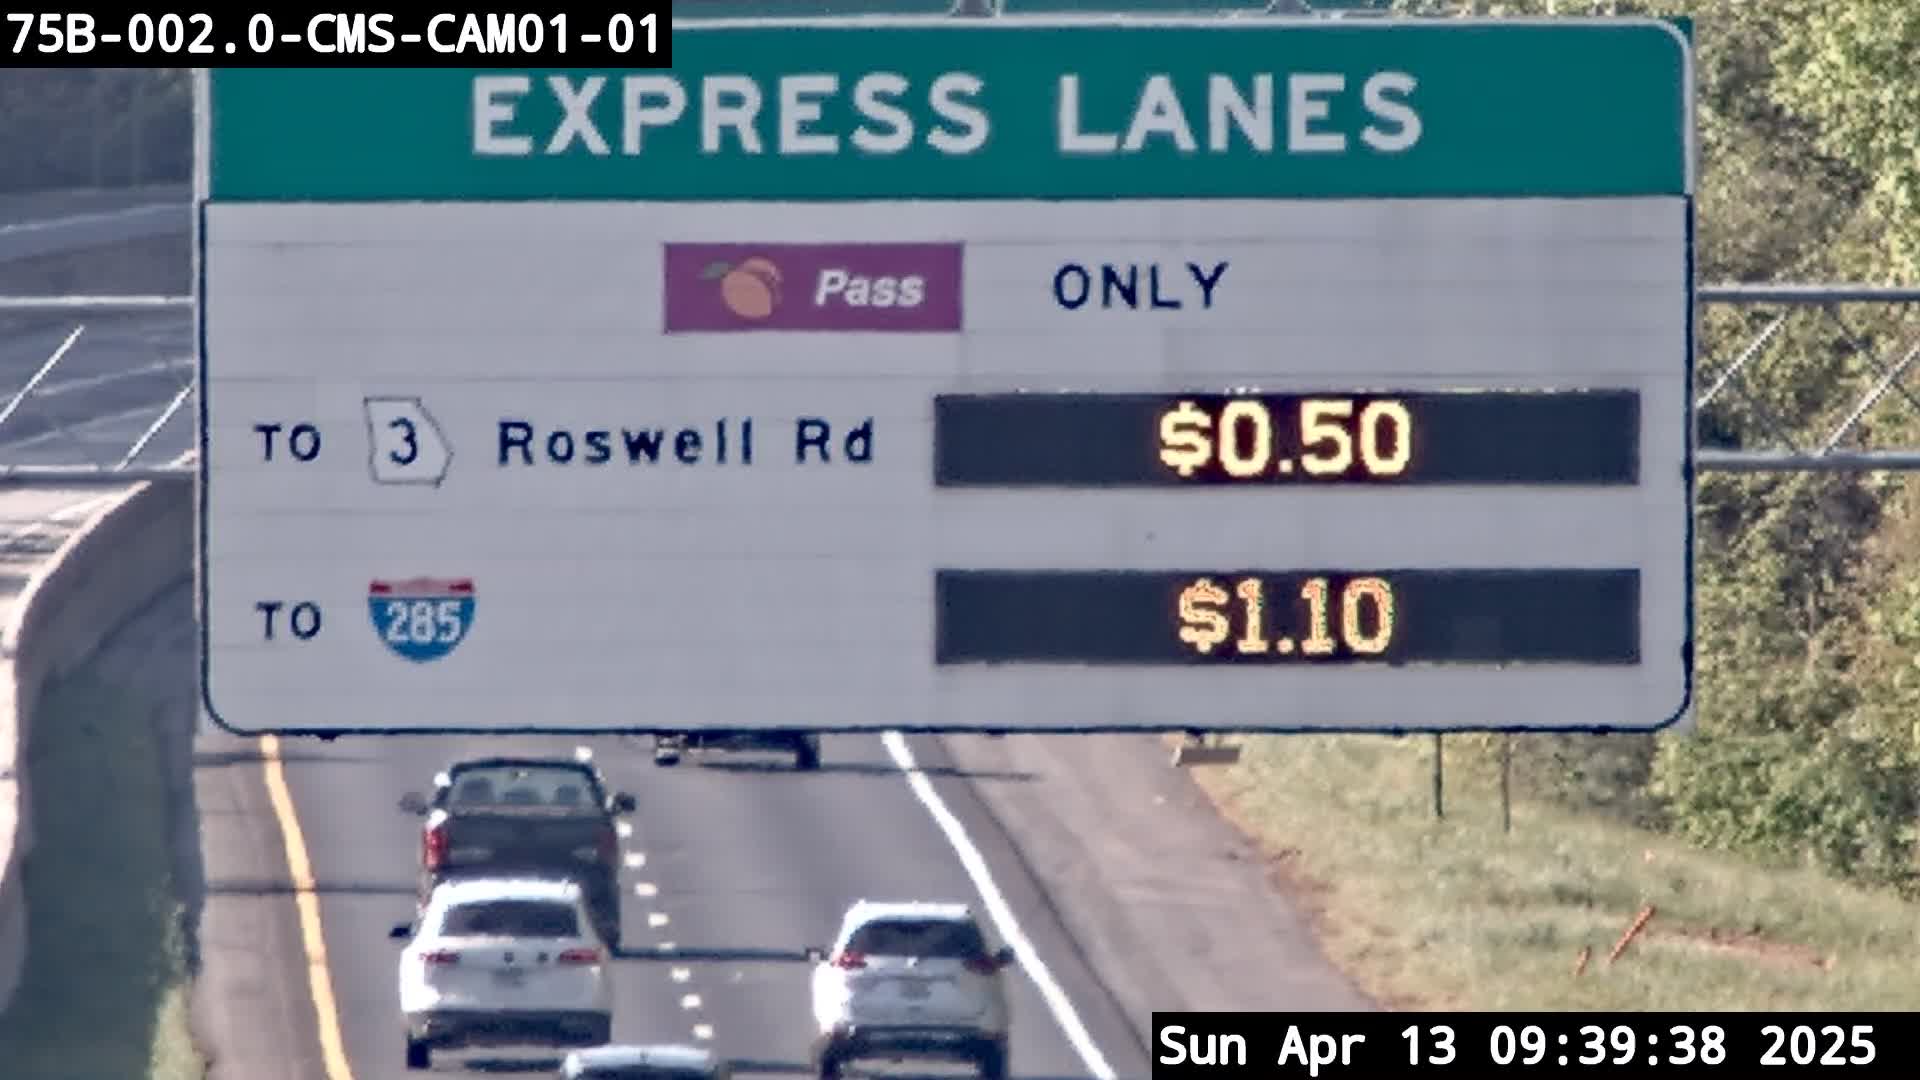 75B-002.0-CMS-CAM01-01
EXPRESS LANES
Pass ONLY
TO 3 Roswell Rd $0.50
TO 285 $1.10
Sun Apr 13 09:39:38 2025